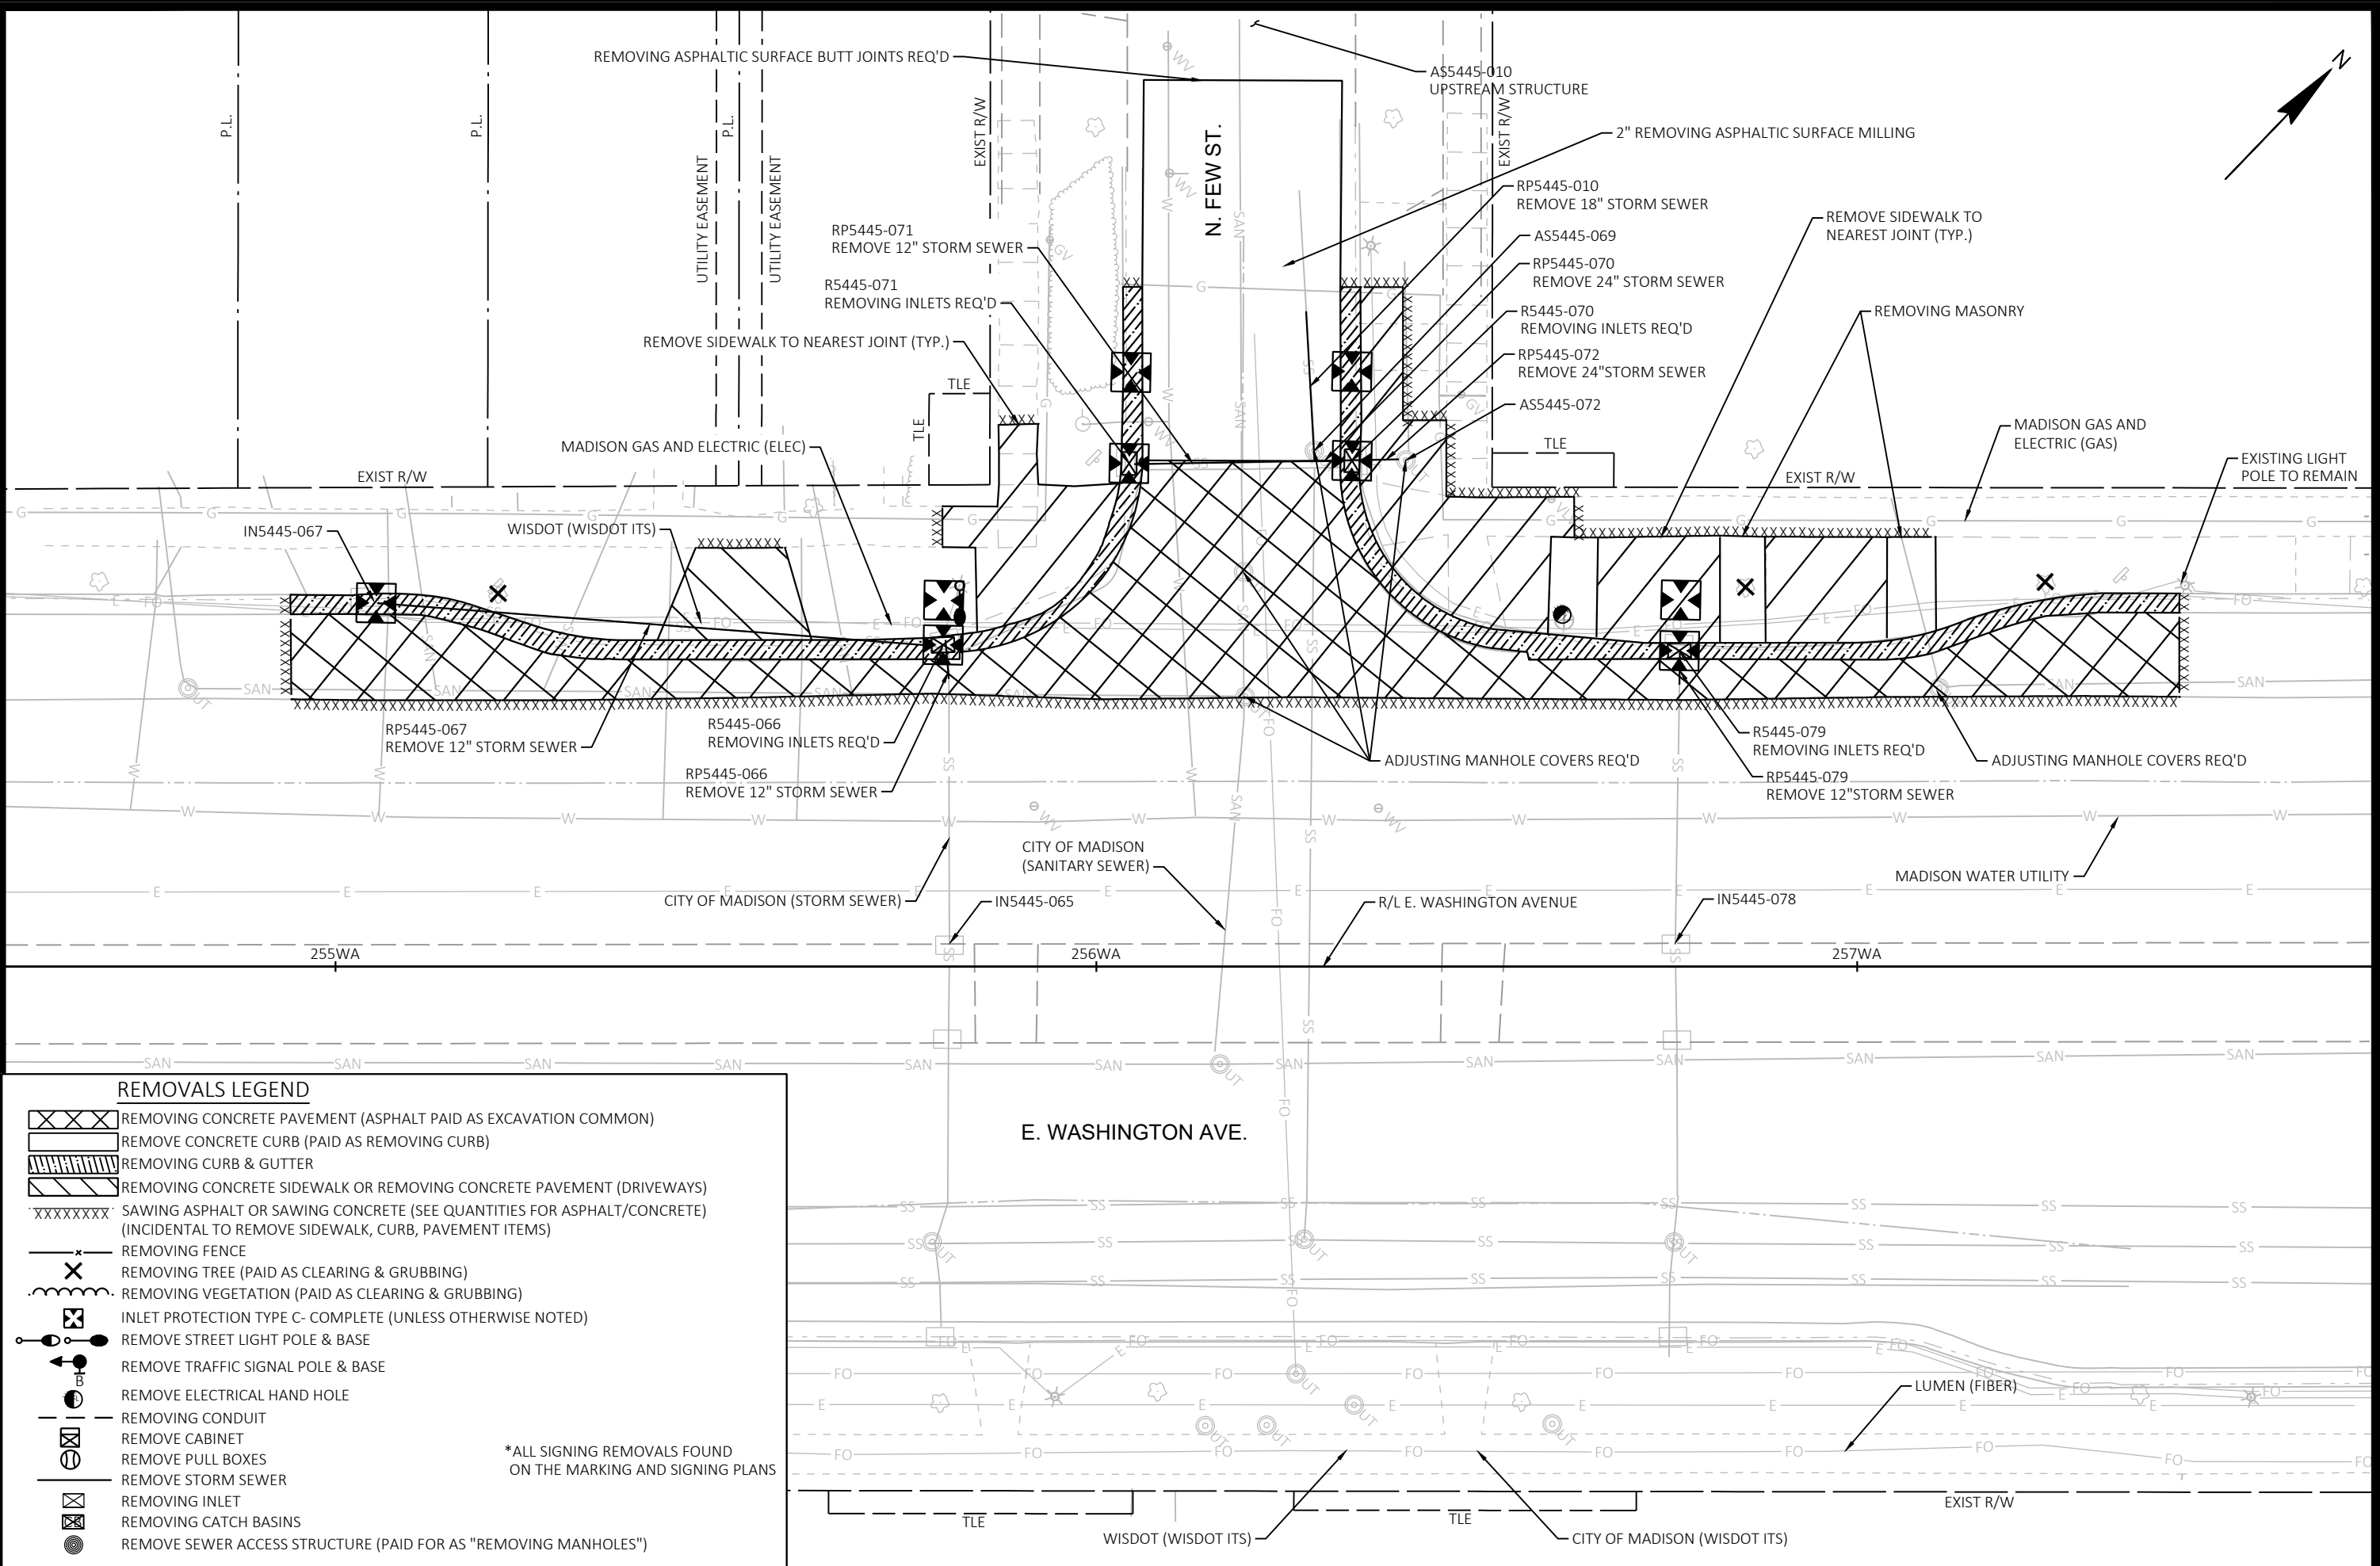 REMOVING ASPHALTIC SURFACE BUTT JOINTS REQ'D
AS5445-010
UPSTREAM STRUCTURE
N
P.L.
P.L.
P.L.
UTILITY EASEMENT
UTILITY EASEMENT
EXIST R/W
EXIST R/W
N. FEW ST.
2" REMOVING ASPHALTIC SURFACE MILLING
RP5445-010
REMOVE 18" STORM SEWER
REMOVE SIDEWALK TO
NEAREST JOINT (TYP.)
RP5445-071
REMOVE 12" STORM SEWER
AS5445-069
RP5445-070
REMOVE 24" STORM SEWER
R5445-071
REMOVING INLETS REQ'D
R5445-070
REMOVING INLETS REQ'D
REMOVING MASONRY
REMOVE SIDEWALK TO NEAREST JOINT (TYP.)
RP5445-072
REMOVE 24"STORM SEWER
TLE
TLE
AS5445-072
MADISON GAS AND ELECTRIC (ELEC)
TLE
MADISON GAS AND
ELECTRIC (GAS)
EXISTING LIGHT
POLE TO REMAIN
EXIST R/W
EXIST R/W
IN5445-067
WISDOT (WISDOT ITS)
RP5445-067
REMOVE 12" STORM SEWER
R5445-066
REMOVING INLETS REQ'D
RP5445-066
REMOVE 12" STORM SEWER
ADJUSTING MANHOLE COVERS REQ'D
R5445-079
REMOVING INLETS REQ'D
RP5445-079
REMOVE 12"STORM SEWER
ADJUSTING MANHOLE COVERS REQ'D
CITY OF MADISON
(SANITARY SEWER)
MADISON WATER UTILITY
CITY OF MADISON (STORM SEWER)
IN5445-065
R/L E. WASHINGTON AVENUE
IN5445-078
255WA
256WA
257WA
E. WASHINGTON AVE.
REMOVALS LEGEND
REMOVING CONCRETE PAVEMENT (ASPHALT PAID AS EXCAVATION COMMON)
REMOVE CONCRETE CURB (PAID AS REMOVING CURB)
REMOVING CURB & GUTTER
REMOVING CONCRETE SIDEWALK OR REMOVING CONCRETE PAVEMENT (DRIVEWAYS)
SAWING ASPHALT OR SAWING CONCRETE (SEE QUANTITIES FOR ASPHALT/CONCRETE)
(INCIDENTAL TO REMOVE SIDEWALK, CURB, PAVEMENT ITEMS)
REMOVING FENCE
REMOVING TREE (PAID AS CLEARING & GRUBBING)
REMOVING VEGETATION (PAID AS CLEARING & GRUBBING)
INLET PROTECTION TYPE C- COMPLETE (UNLESS OTHERWISE NOTED)
REMOVE STREET LIGHT POLE & BASE
REMOVE TRAFFIC SIGNAL POLE & BASE
B
REMOVE ELECTRICAL HAND HOLE
REMOVING CONDUIT
REMOVE CABINET
REMOVE PULL BOXES
REMOVE STORM SEWER
REMOVING INLET
REMOVING CATCH BASINS
REMOVE SEWER ACCESS STRUCTURE (PAID FOR AS "REMOVING MANHOLES")
*ALL SIGNING REMOVALS FOUND
ON THE MARKING AND SIGNING PLANS
LUMEN (FIBER)
EXIST R/W
TLE
TLE
WISDOT (WISDOT ITS)
CITY OF MADISON (WISDOT ITS)